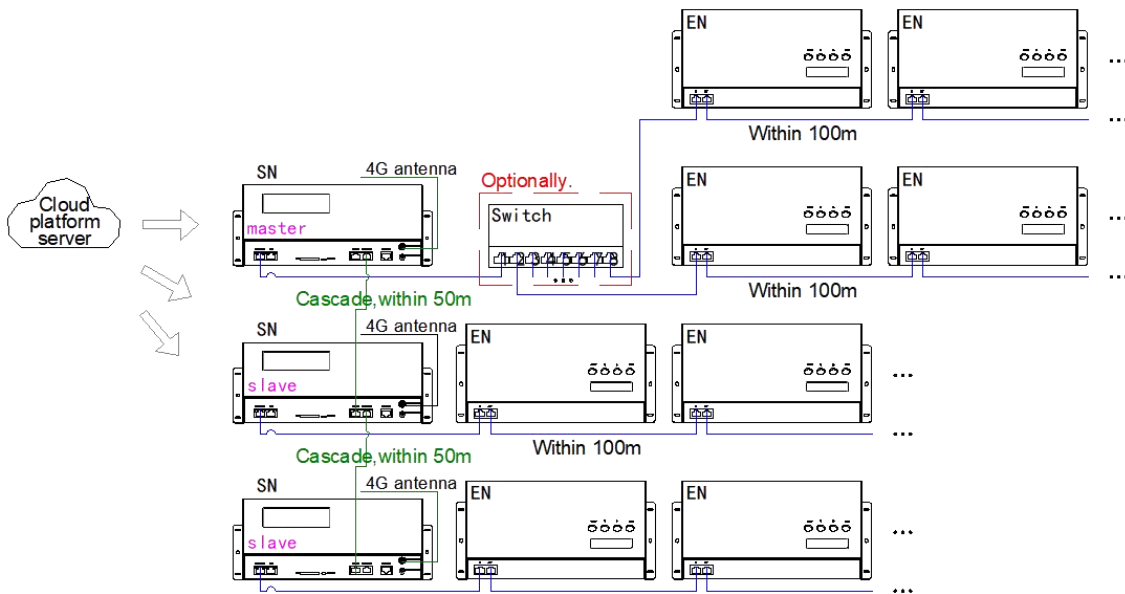 EN
EN
...
...
Within 100m
SN
4G antenna
Optionally.
EN
EN
Cloud
platform
server
master
Switch
...
1 2 3 4 5 6 7 8
...
...
Within 100m
Cascade,within 50m
SN
4G antenna
EN
EN
slave
...
...
Within 100m
Cascade,within 50m
SN
4G antenna
EN
EN
slave
...
...